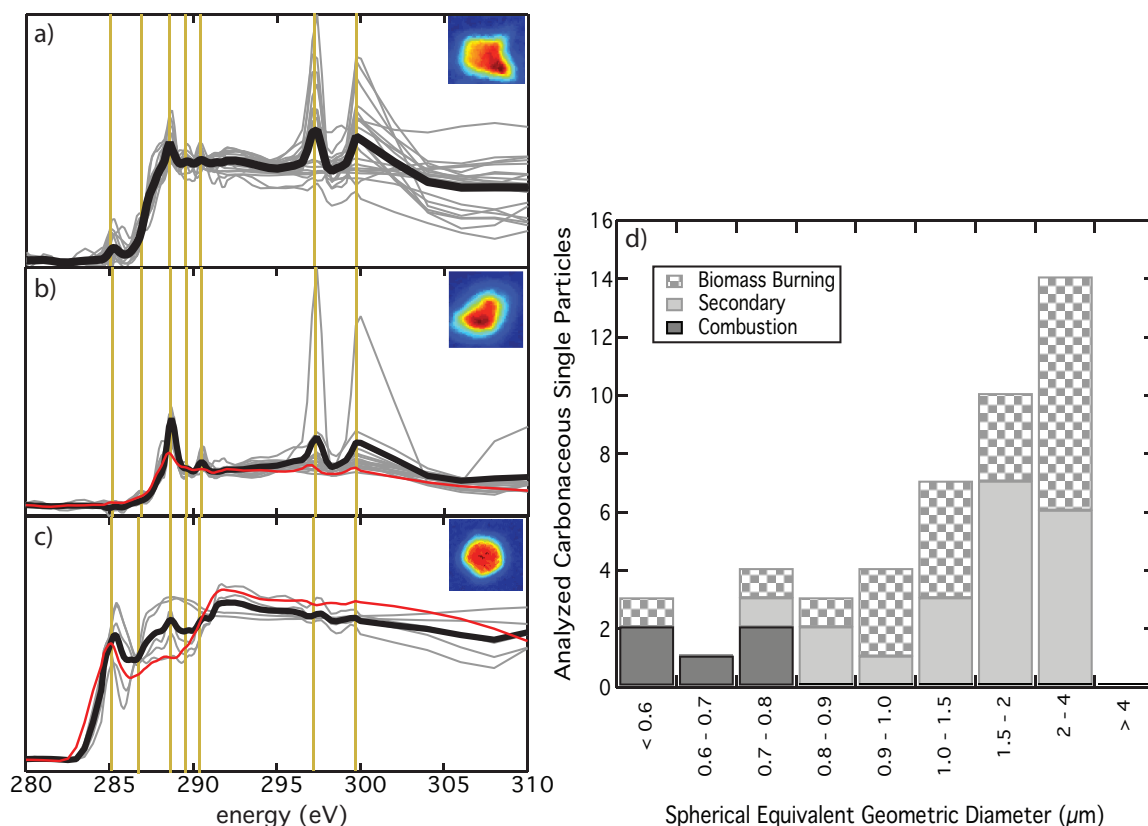 a)
b)
c)
280 285 290 295 300 305 310
energy (eV)
d)
Analyzed Carbonaceous Single Particles
16
14
12
10
8
6
4
2
0
Biomass Burning
Secondary
Combustion
< 0.6
0.6 - 0.7
0.7 - 0.8
0.8 - 0.9
0.9 - 1.0
1.0 - 1.5
1.5 - 2
2 - 4
> 4
Spherical Equivalent Geometric Diameter (µm)